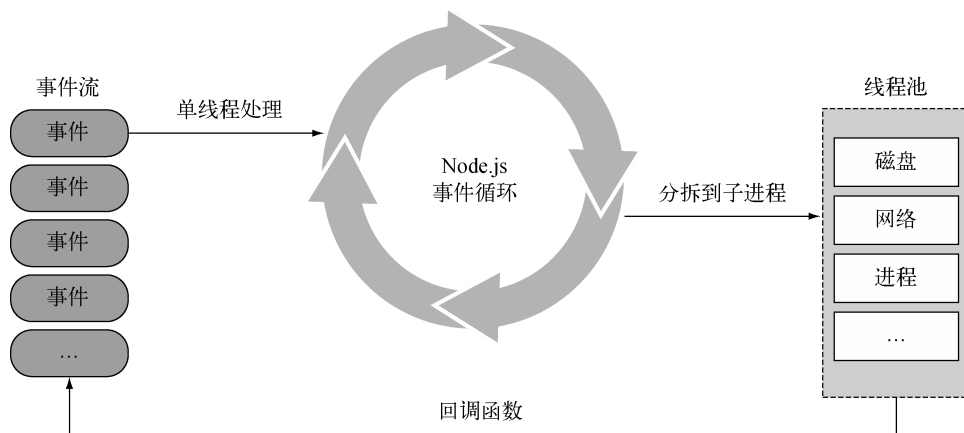 事件流
事件
事件
事件
事件
…
单线程处理
Node.js
事件循环
分拆到子进程
线程池
磁盘
网络
进程
…
回调函数